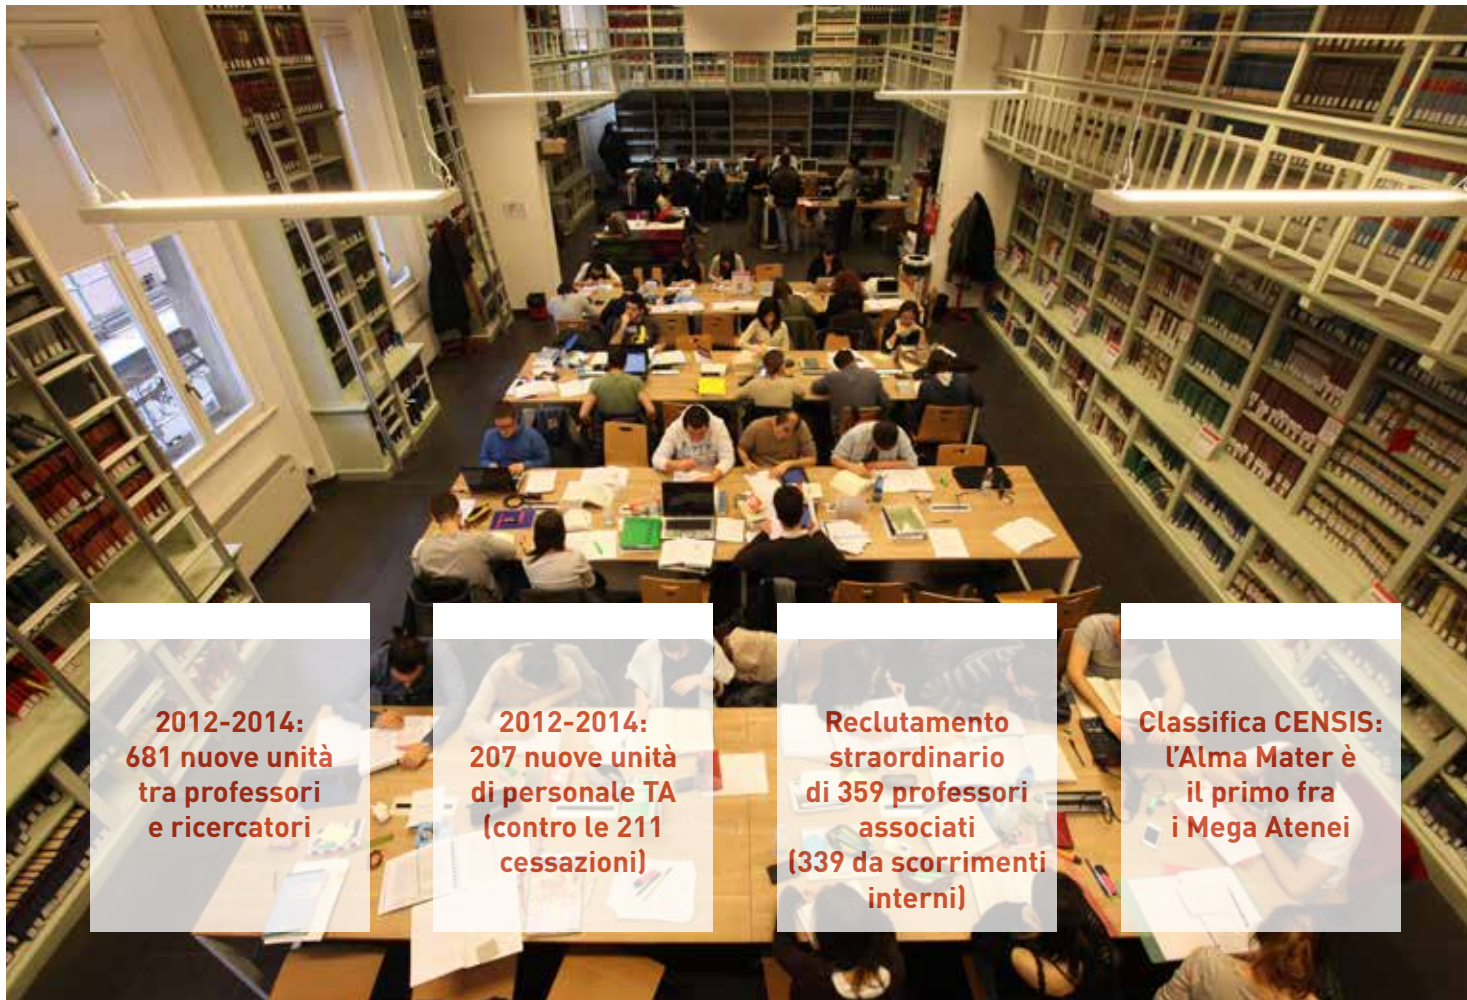 2012-2014:
681 nuove unità
tra professori
e ricercatori
2012-2014:
207 nuove unità
di personale TA
(contro le 211
cessazioni)
Reclutamento
straordinario
di 359 professori
associati
(339 da scorrimenti
interni)
Classifica CENSIS:
l'Alma Mater è
il primo fra
i Mega Atenei